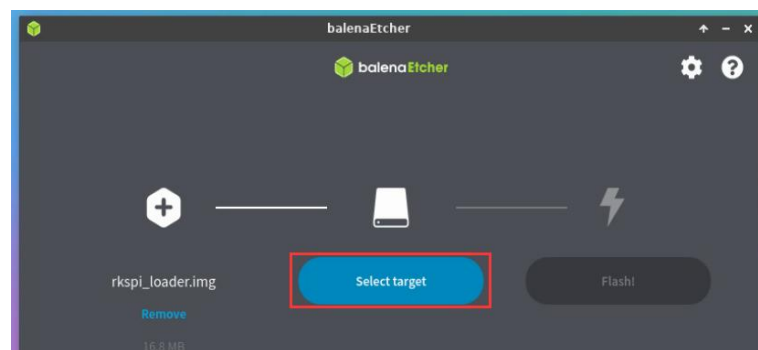 balenaEtcher
balenaEtcher
rkspi_loader.img
Select target
Flash!
Remove
16.8 MB